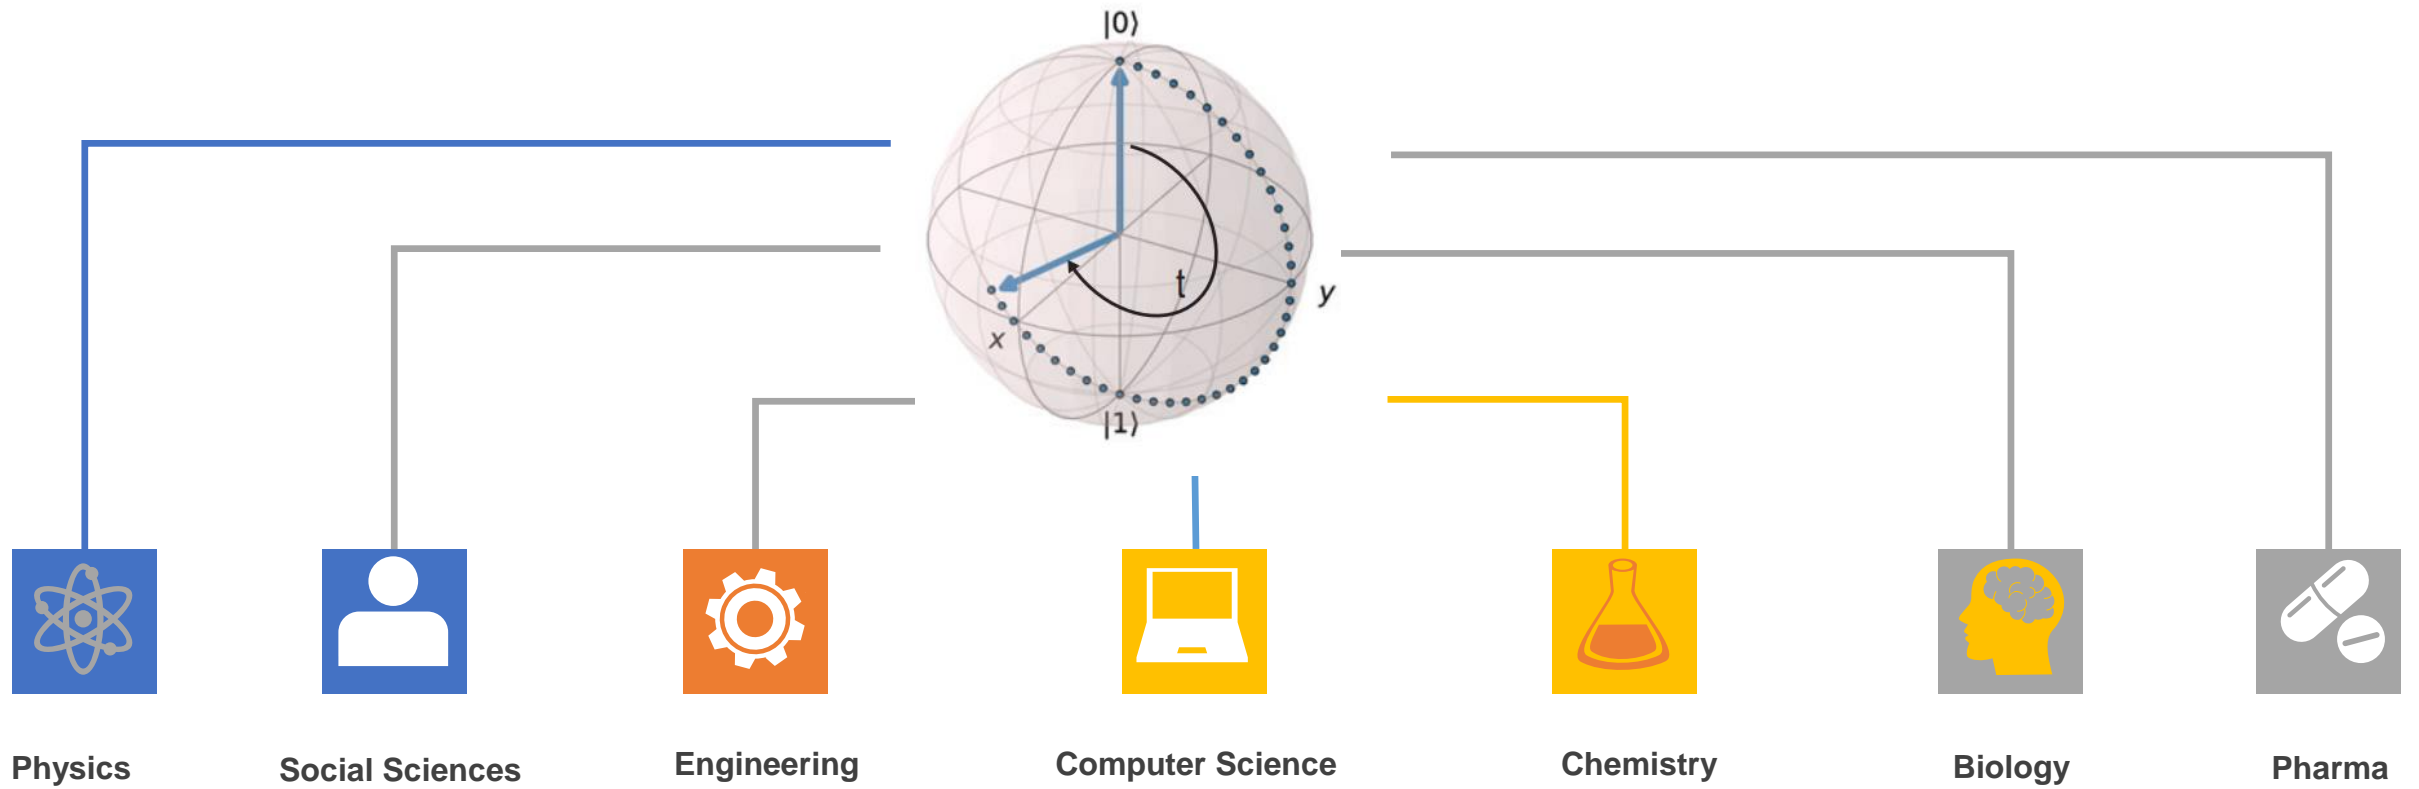 |0⟩
t
y
x
|1⟩
Physics
Social Sciences
Engineering
Computer Science
Chemistry
Biology
Pharma